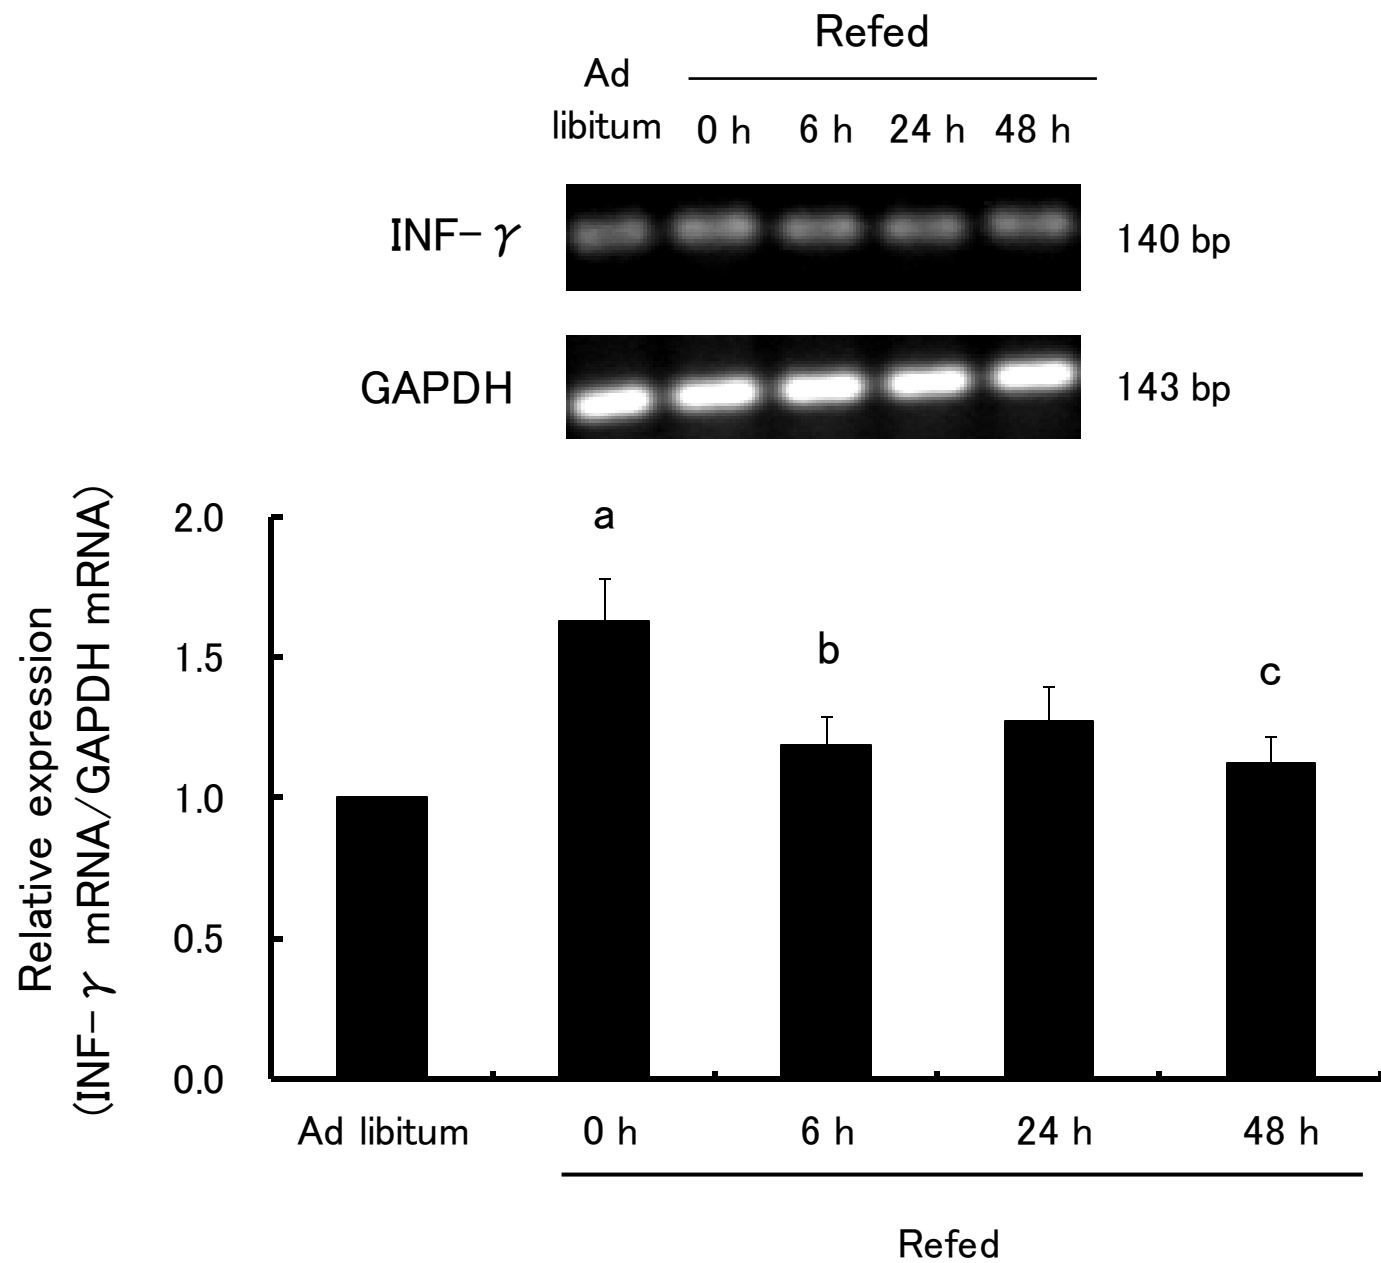 Refed
Ad
libitum
0 h 6 h 24 h 48 h
INF-γ
140 bp
GAPDH
143 bp
Relative expression
(INF-γ mRNA/GAPDH mRNA)
2.0
1.5
1.0
0.5
0.0
a
b
c
Ad libitum 0 h 6 h 24 h 48 h
Refed